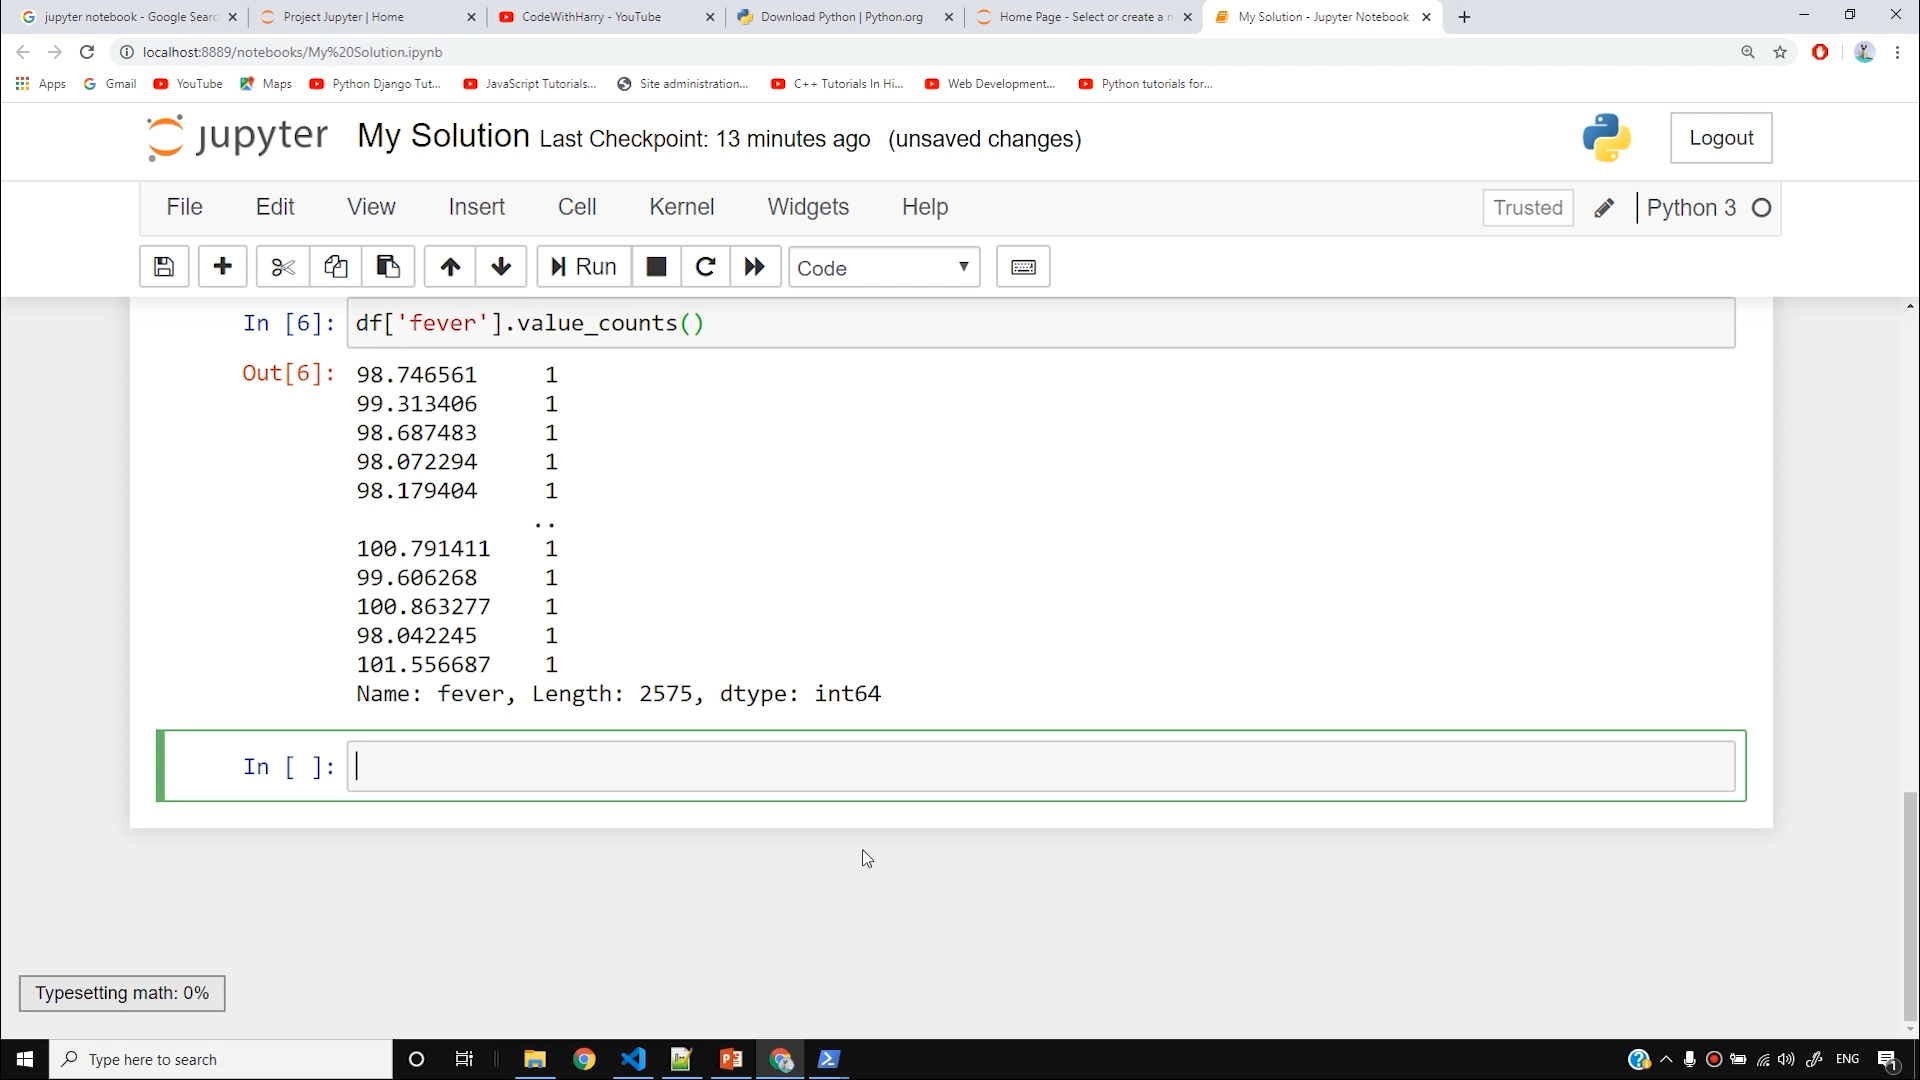 jupyter notebook - Google Searc
Project Jupyter | Home
CodeWithHarry - YouTube
Download Python | Python.org
Home Page - Select or create a n
My Solution - Jupyter Notebook
localhost:8889/notebooks/My%20Solution.ipynb
Apps
Gmail
YouTube
Maps
Python Django Tut...
JavaScript Tutorials...
Site administration...
C++ Tutorials In Hi...
Web Development...
Python tutorials for...
jupyter My Solution Last Checkpoint: 13 minutes ago (unsaved changes)
Logout
File Edit View Insert Cell Kernel Widgets Help
Trusted
Python 3
Run
Code
In [6]: df['fever'].value_counts()
Out[6]: 98.746561 1
99.313406 1
98.687483 1
98.072294 1
98.179404 1
..
100.791411 1
99.606268 1
100.863277 1
98.042245 1
101.556687 1
Name: fever, Length: 2575, dtype: int64
In [ ]:
Typesetting math: 0%
Type here to search
ENG
1